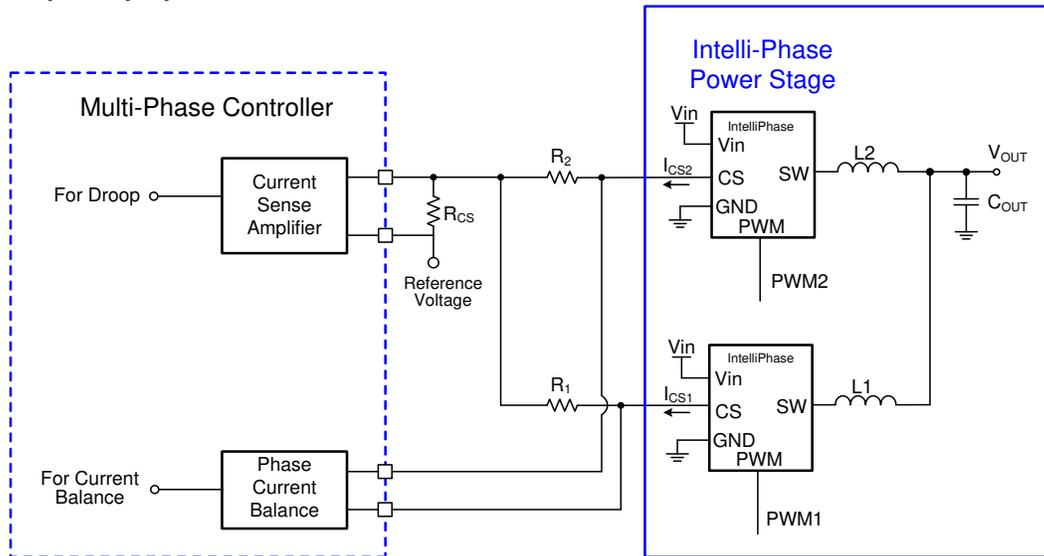 Intelli-Phase
Power Stage
Multi-Phase Controller
Vin
IntelliPhase
Vin
CS
SW
GND
PWM
L2
VOUT
COUT
R2
ICS2
For Droop
Current
Sense
Amplifier
RCS
Reference
Voltage
PWM2
Vin
IntelliPhase
Vin
CS
SW
GND
PWM
L1
R1
ICS1
For Current
Balance
Phase
Current
Balance
PWM1